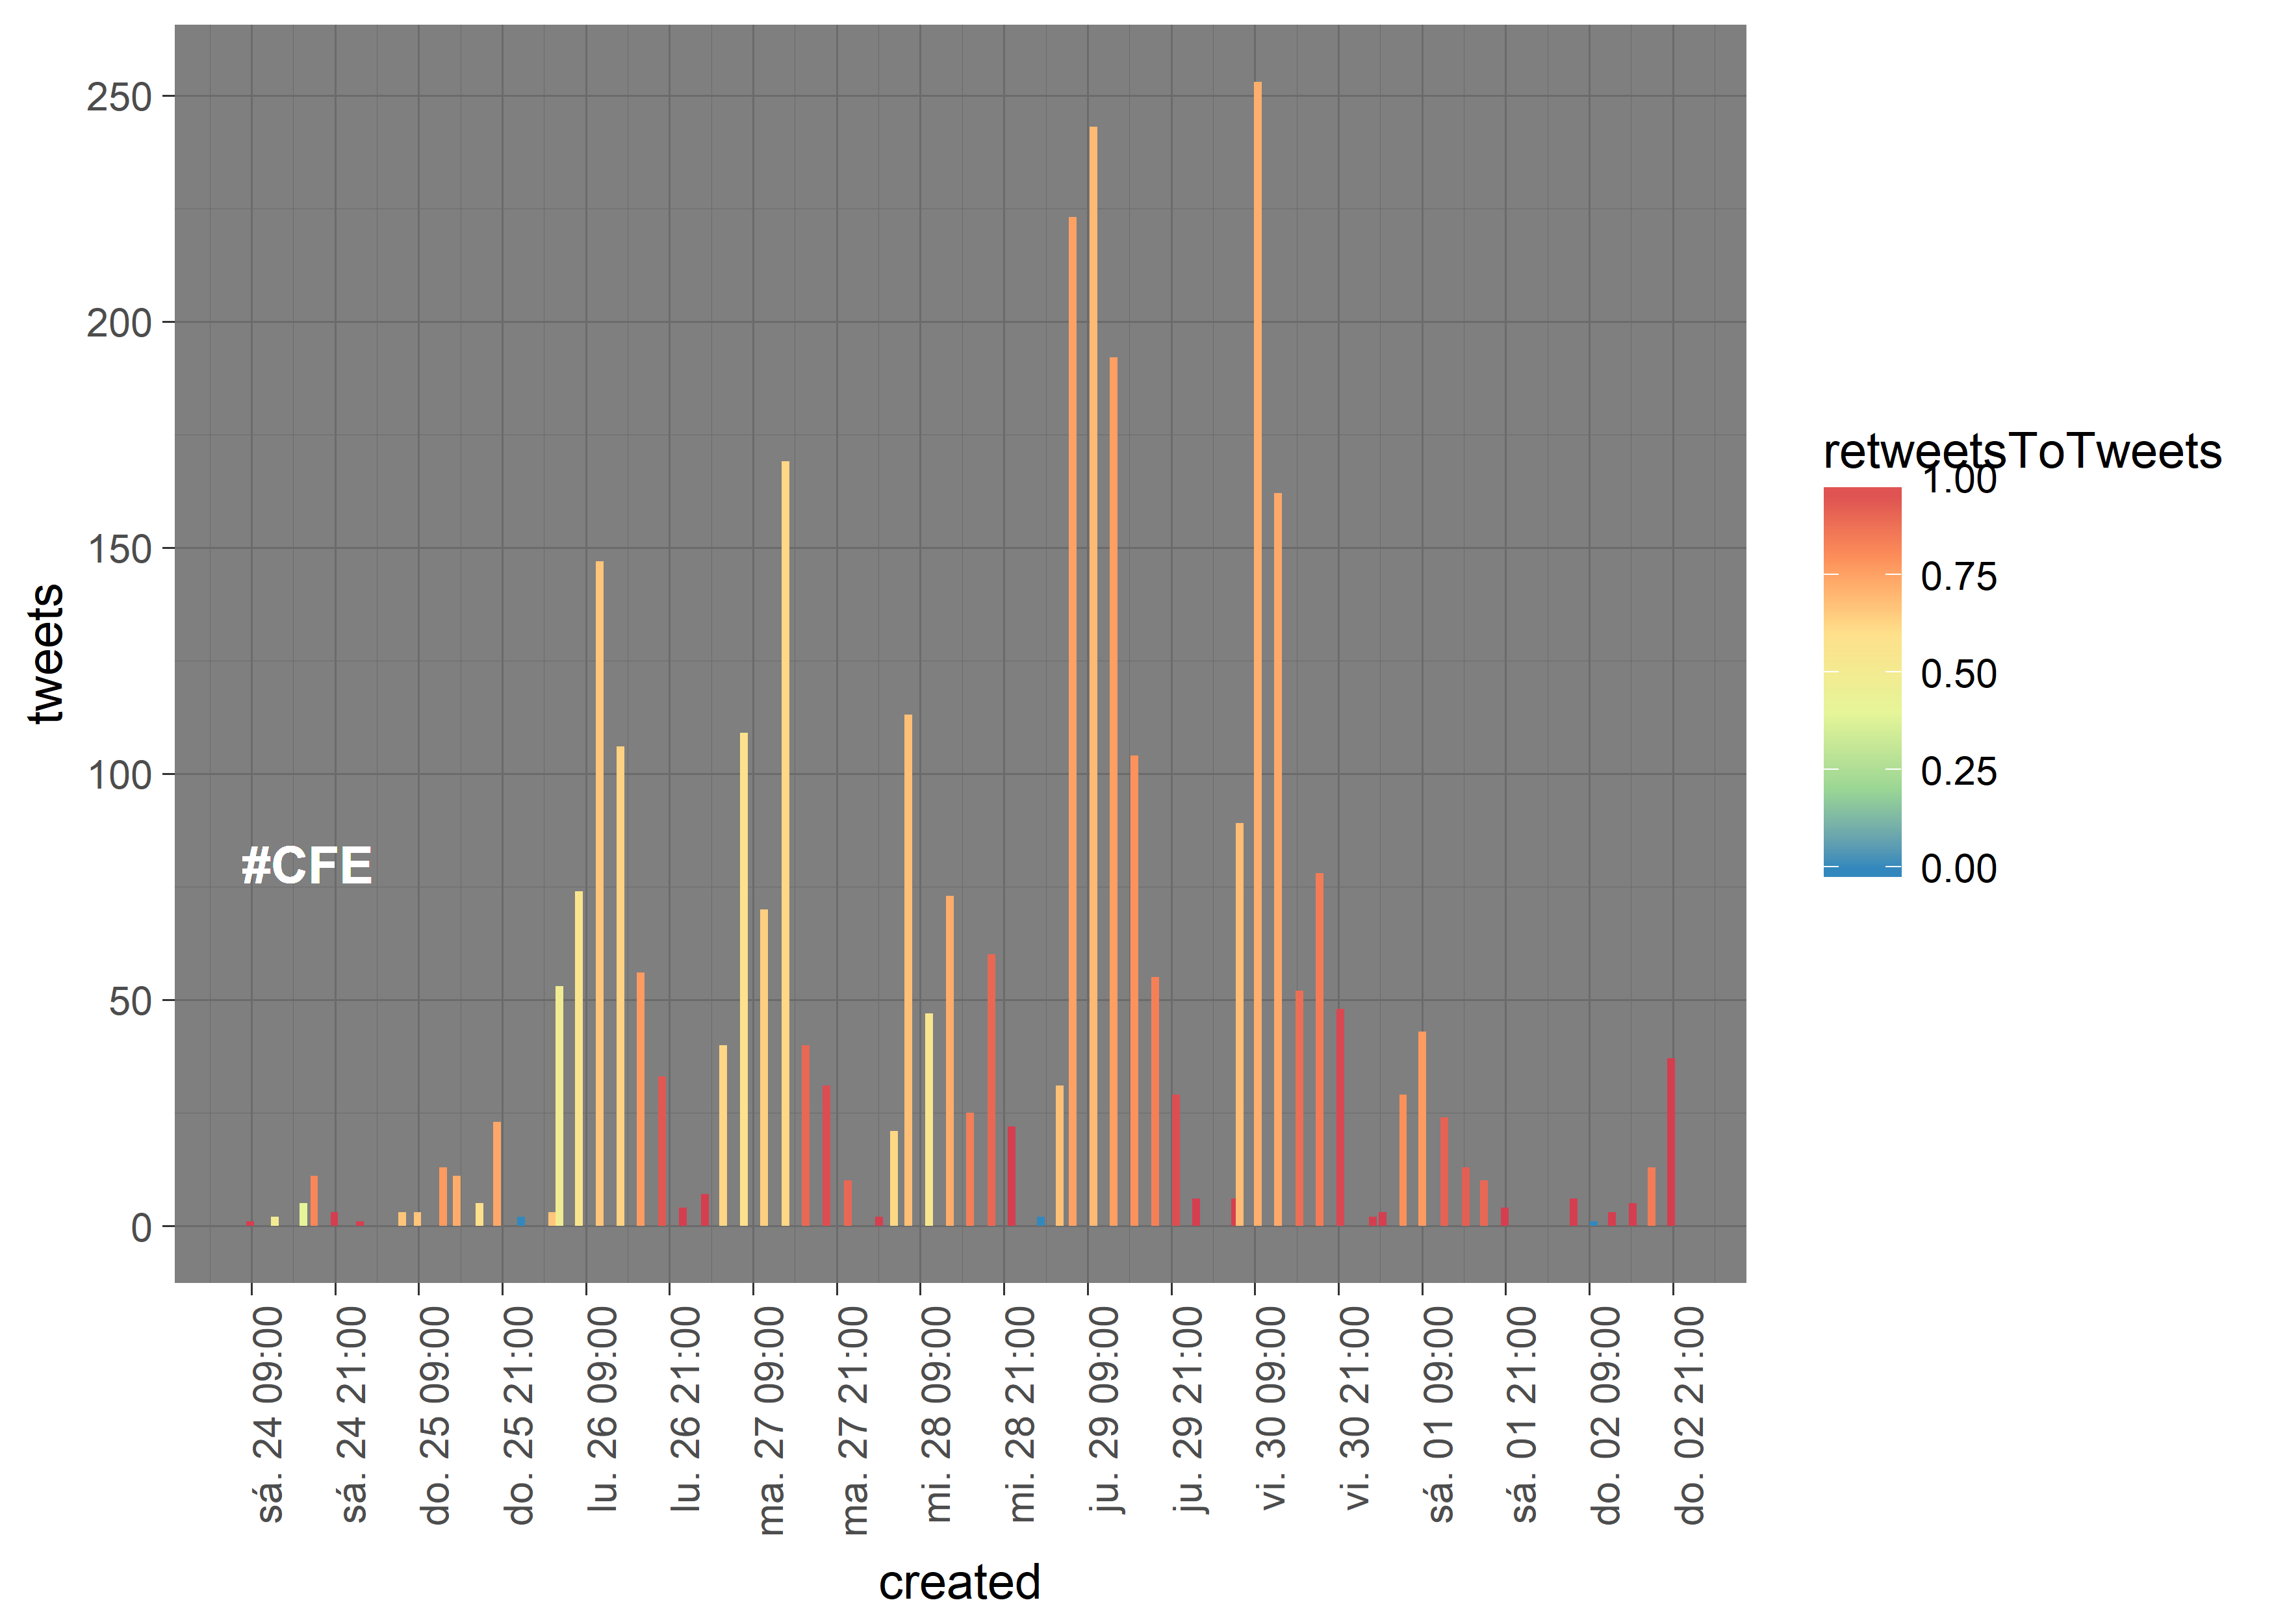 250
200
150
100
50
0
tweets
#CFE
sá. 24 09:00
sá. 24 21:00
do. 25 09:00
do. 25 21:00
lu. 26 09:00
lu. 26 21:00
ma. 27 09:00
ma. 27 21:00
mi. 28 09:00
mi. 28 21:00
ju. 29 09:00
ju. 29 21:00
vi. 30 09:00
vi. 30 21:00
sá. 01 09:00
sá. 01 21:00
do. 02 09:00
do. 02 21:00
created
retweetsToTweets
1.00
0.75
0.50
0.25
0.00